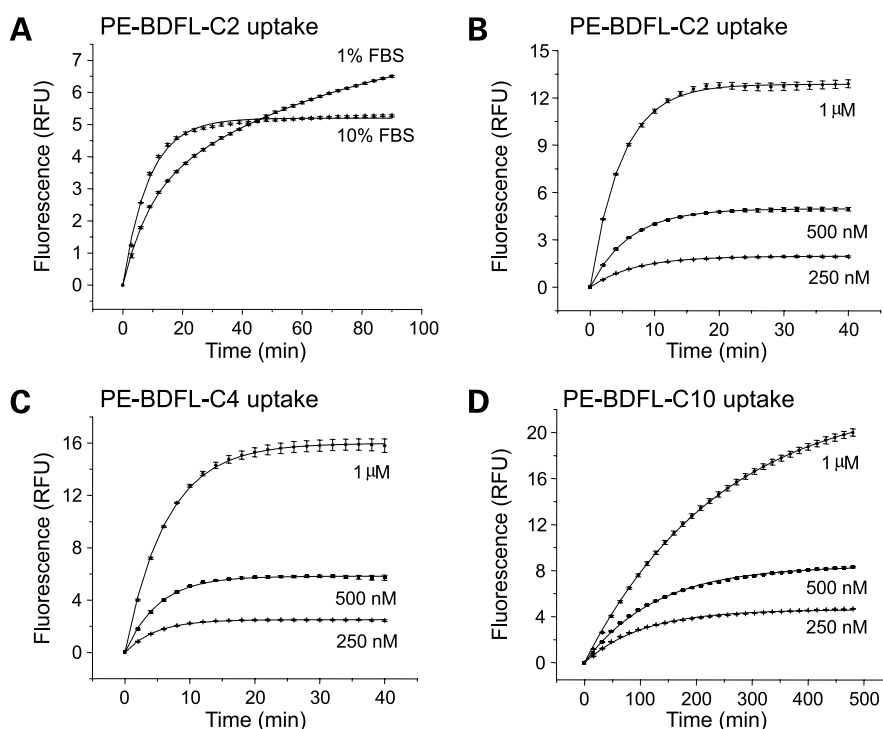 A PE-BDFL-C2 uptake
Fluorescence (RFU)
7
6
5
4
3
2
1
0
1% FBS
10% FBS
0 20 40 60 80 100
Time (min)
B PE-BDFL-C2 uptake
Fluorescence (RFU)
15
12
9
6
3
0
1 μM
500 nM
250 nM
0 10 20 30 40
Time (min)
C PE-BDFL-C4 uptake
Fluorescence (RFU)
16
12
8
4
0
1 μM
500 nM
250 nM
0 10 20 30 40
Time (min)
D PE-BDFL-C10 uptake
Fluorescence (RFU)
20
16
12
8
4
0
1 μM
500 nM
250 nM
0 100 200 300 400 500
Time (min)